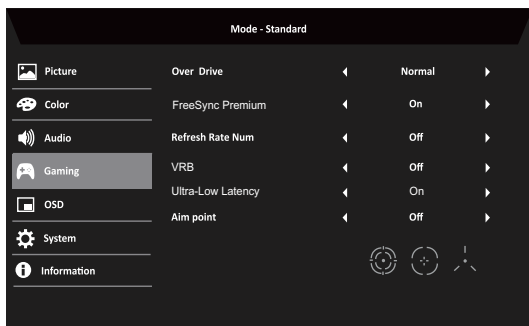 Mode - Standard
Picture
Over Drive Normal
Color
FreeSync Premium On
Audio
Refresh Rate Num Off
Gaming
VRB Off
Ultra-Low Latency On
OSD
Aim point Off
System
Information